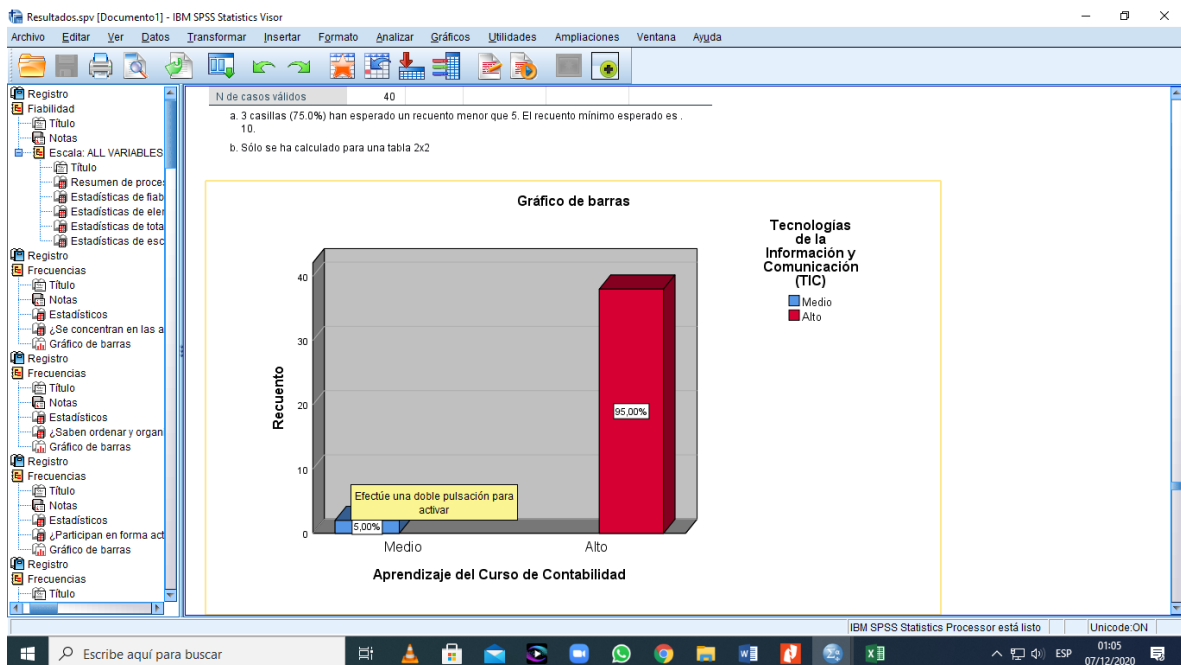 Resultados.spv [Documento1] - IBM SPSS Statistics Visor
Archivo Editar Ver Datos Transformar Insertar Formato Analizar Gráficos Utilidades Ampliaciones Ventana Ayuda
Registro
Fiabilidad
Título
Notas
Escala: ALL VARIABLES
Título
Resumen de proces
Estadísticas de fiab
Estadísticas de eler
Estadísticas de tota
Estadísticas de esc
Registro
Frecuencias
Título
Notas
Estadísticos
¿Se concentran en las a
Gráfico de barras
Registro
Frecuencias
Título
Notas
Estadísticos
¿Saben ordenar y organ
Gráfico de barras
Registro
Frecuencias
Título
Notas
Estadísticos
¿Participan en forma act
Gráfico de barras
Registro
Frecuencias
Título
N de casos válidos 40
a. 3 casillas (75.0%) han esperado un recuento menor que 5. El recuento mínimo esperado es .
10.
b. Sólo se ha calculado para una tabla 2x2
Gráfico de barras
Tecnologías
de la
Información y
Comunicación
(TIC)
Medio
Alto
Recuento
40
30
20
10
0
95,00%
5,00%
Efectúe una doble pulsación para
activar
Medio Alto
Aprendizaje del Curso de Contabilidad
IBM SPSS Statistics Processor está listo Unicode:ON
Escribe aquí para buscar
ESP
01:05
07/12/2020